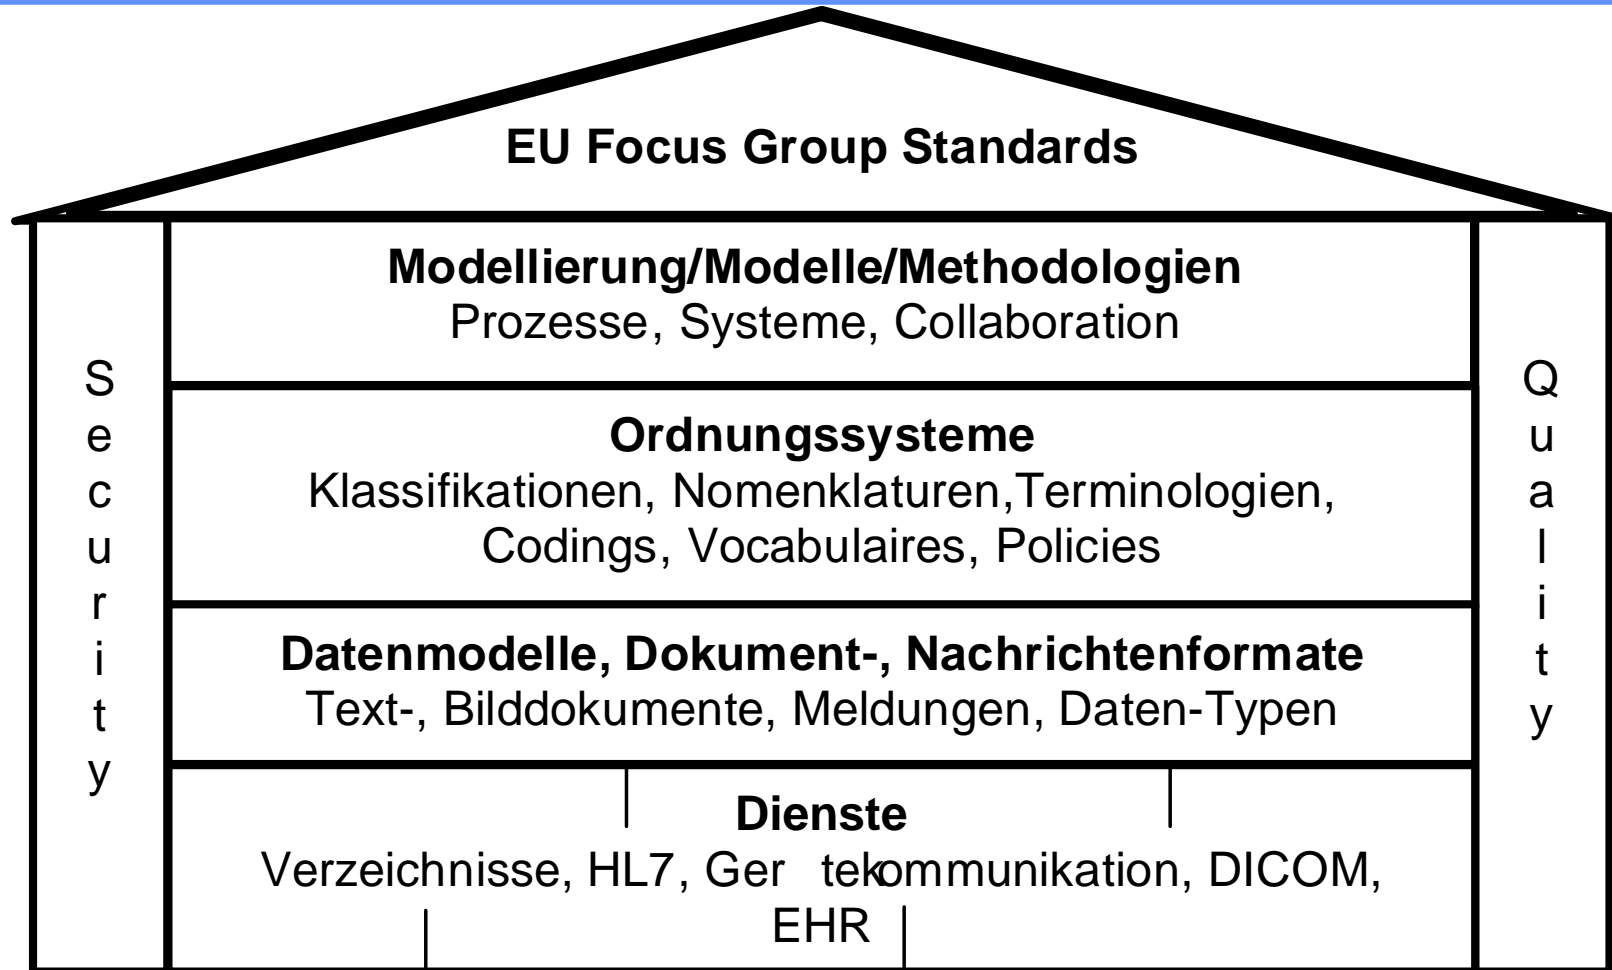 EU Focus Group Standards
Modellierung/Modelle/Methodologien
Prozesse, Systeme, Collaboration
Security
Quality
Ordnungssysteme
Klassifikationen, Nomenklaturen,Terminologien,
Codings, Vocabulaires, Policies
Datenmodelle, Dokument-, Nachrichtenformate
Text-, Bilddokumente, Meldungen, Daten-Typen
Dienste
Verzeichnisse, HL7, Ger tekommunikation, DICOM,
EHR